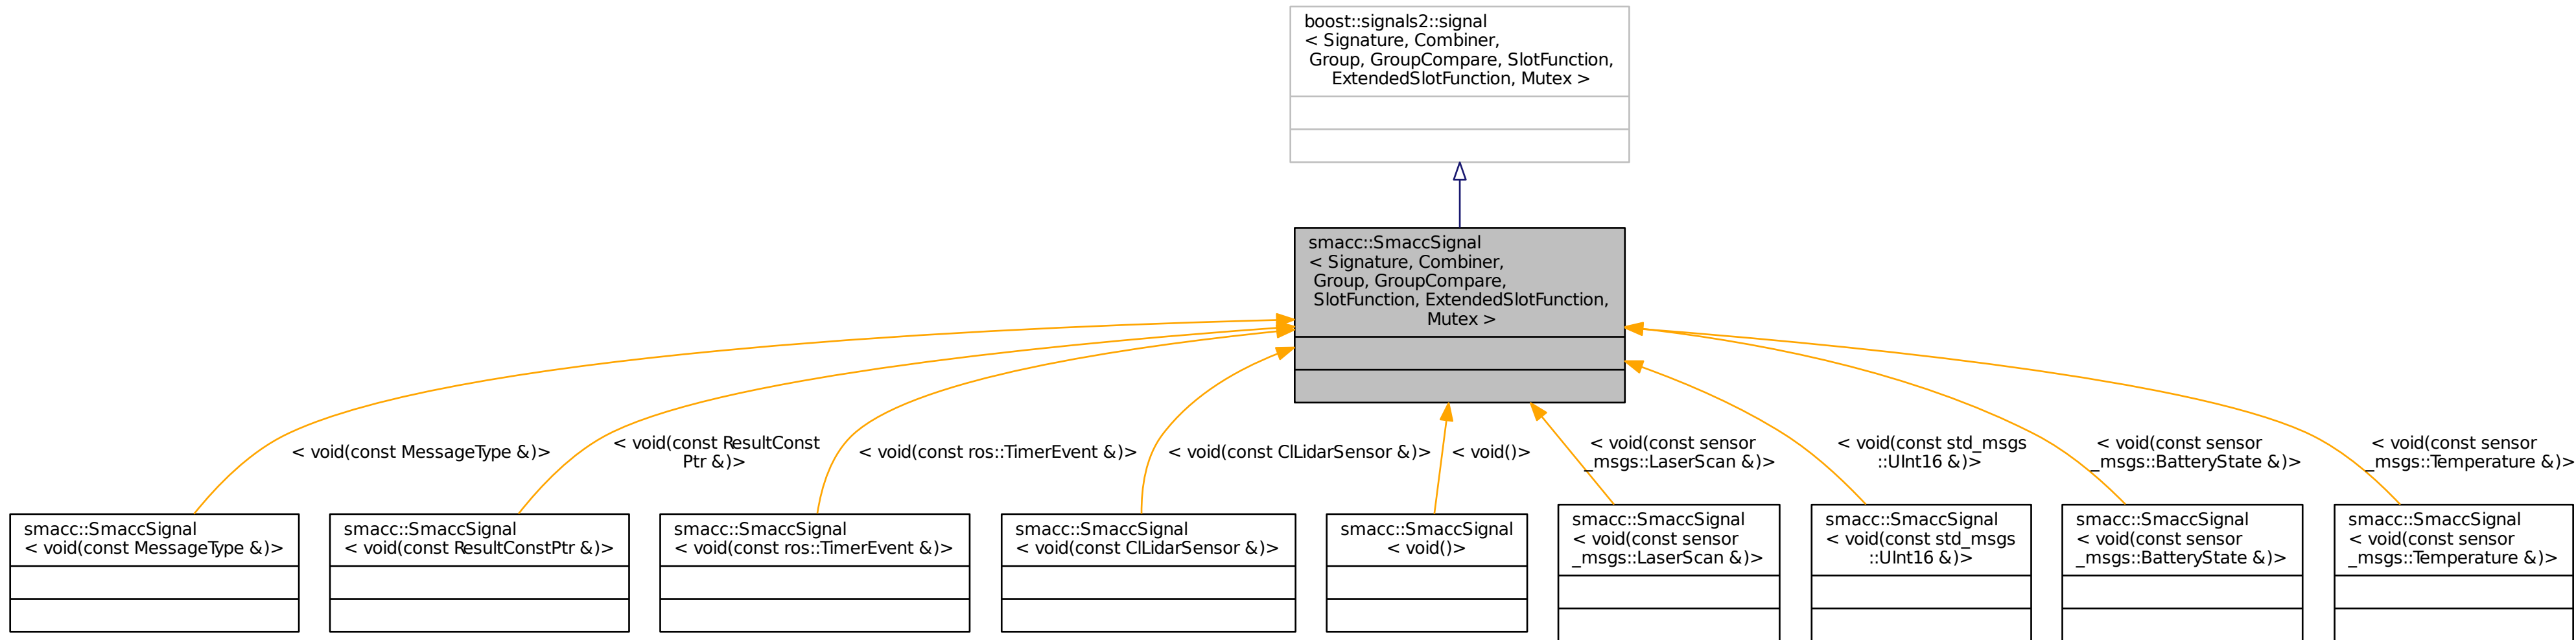 boost::signals2::signal
< Signature, Combiner,
Group, GroupCompare, SlotFunction,
ExtendedSlotFunction, Mutex >
smacc::SmaccSignal
< Signature, Combiner,
Group, GroupCompare,
SlotFunction, ExtendedSlotFunction,
Mutex >
< void(const MessageType &)>
< void(const ResultConst
Ptr &)>
< void(const ros::TimerEvent &)>
< void(const ClLidarSensor &)>
< void()>
< void(const sensor
_msgs::LaserScan &)>
< void(const std_msgs
::UInt16 &)>
< void(const sensor
_msgs::BatteryState &)>
< void(const sensor
_msgs::Temperature &)>
smacc::SmaccSignal
< void(const MessageType &)>
smacc::SmaccSignal
< void(const ResultConstPtr &)>
smacc::SmaccSignal
< void(const ros::TimerEvent &)>
smacc::SmaccSignal
< void(const ClLidarSensor &)>
smacc::SmaccSignal
< void()>
smacc::SmaccSignal
< void(const sensor
_msgs::LaserScan &)>
smacc::SmaccSignal
< void(const std_msgs
::UInt16 &)>
smacc::SmaccSignal
< void(const sensor
_msgs::BatteryState &)>
smacc::SmaccSignal
< void(const sensor
_msgs::Temperature &)>